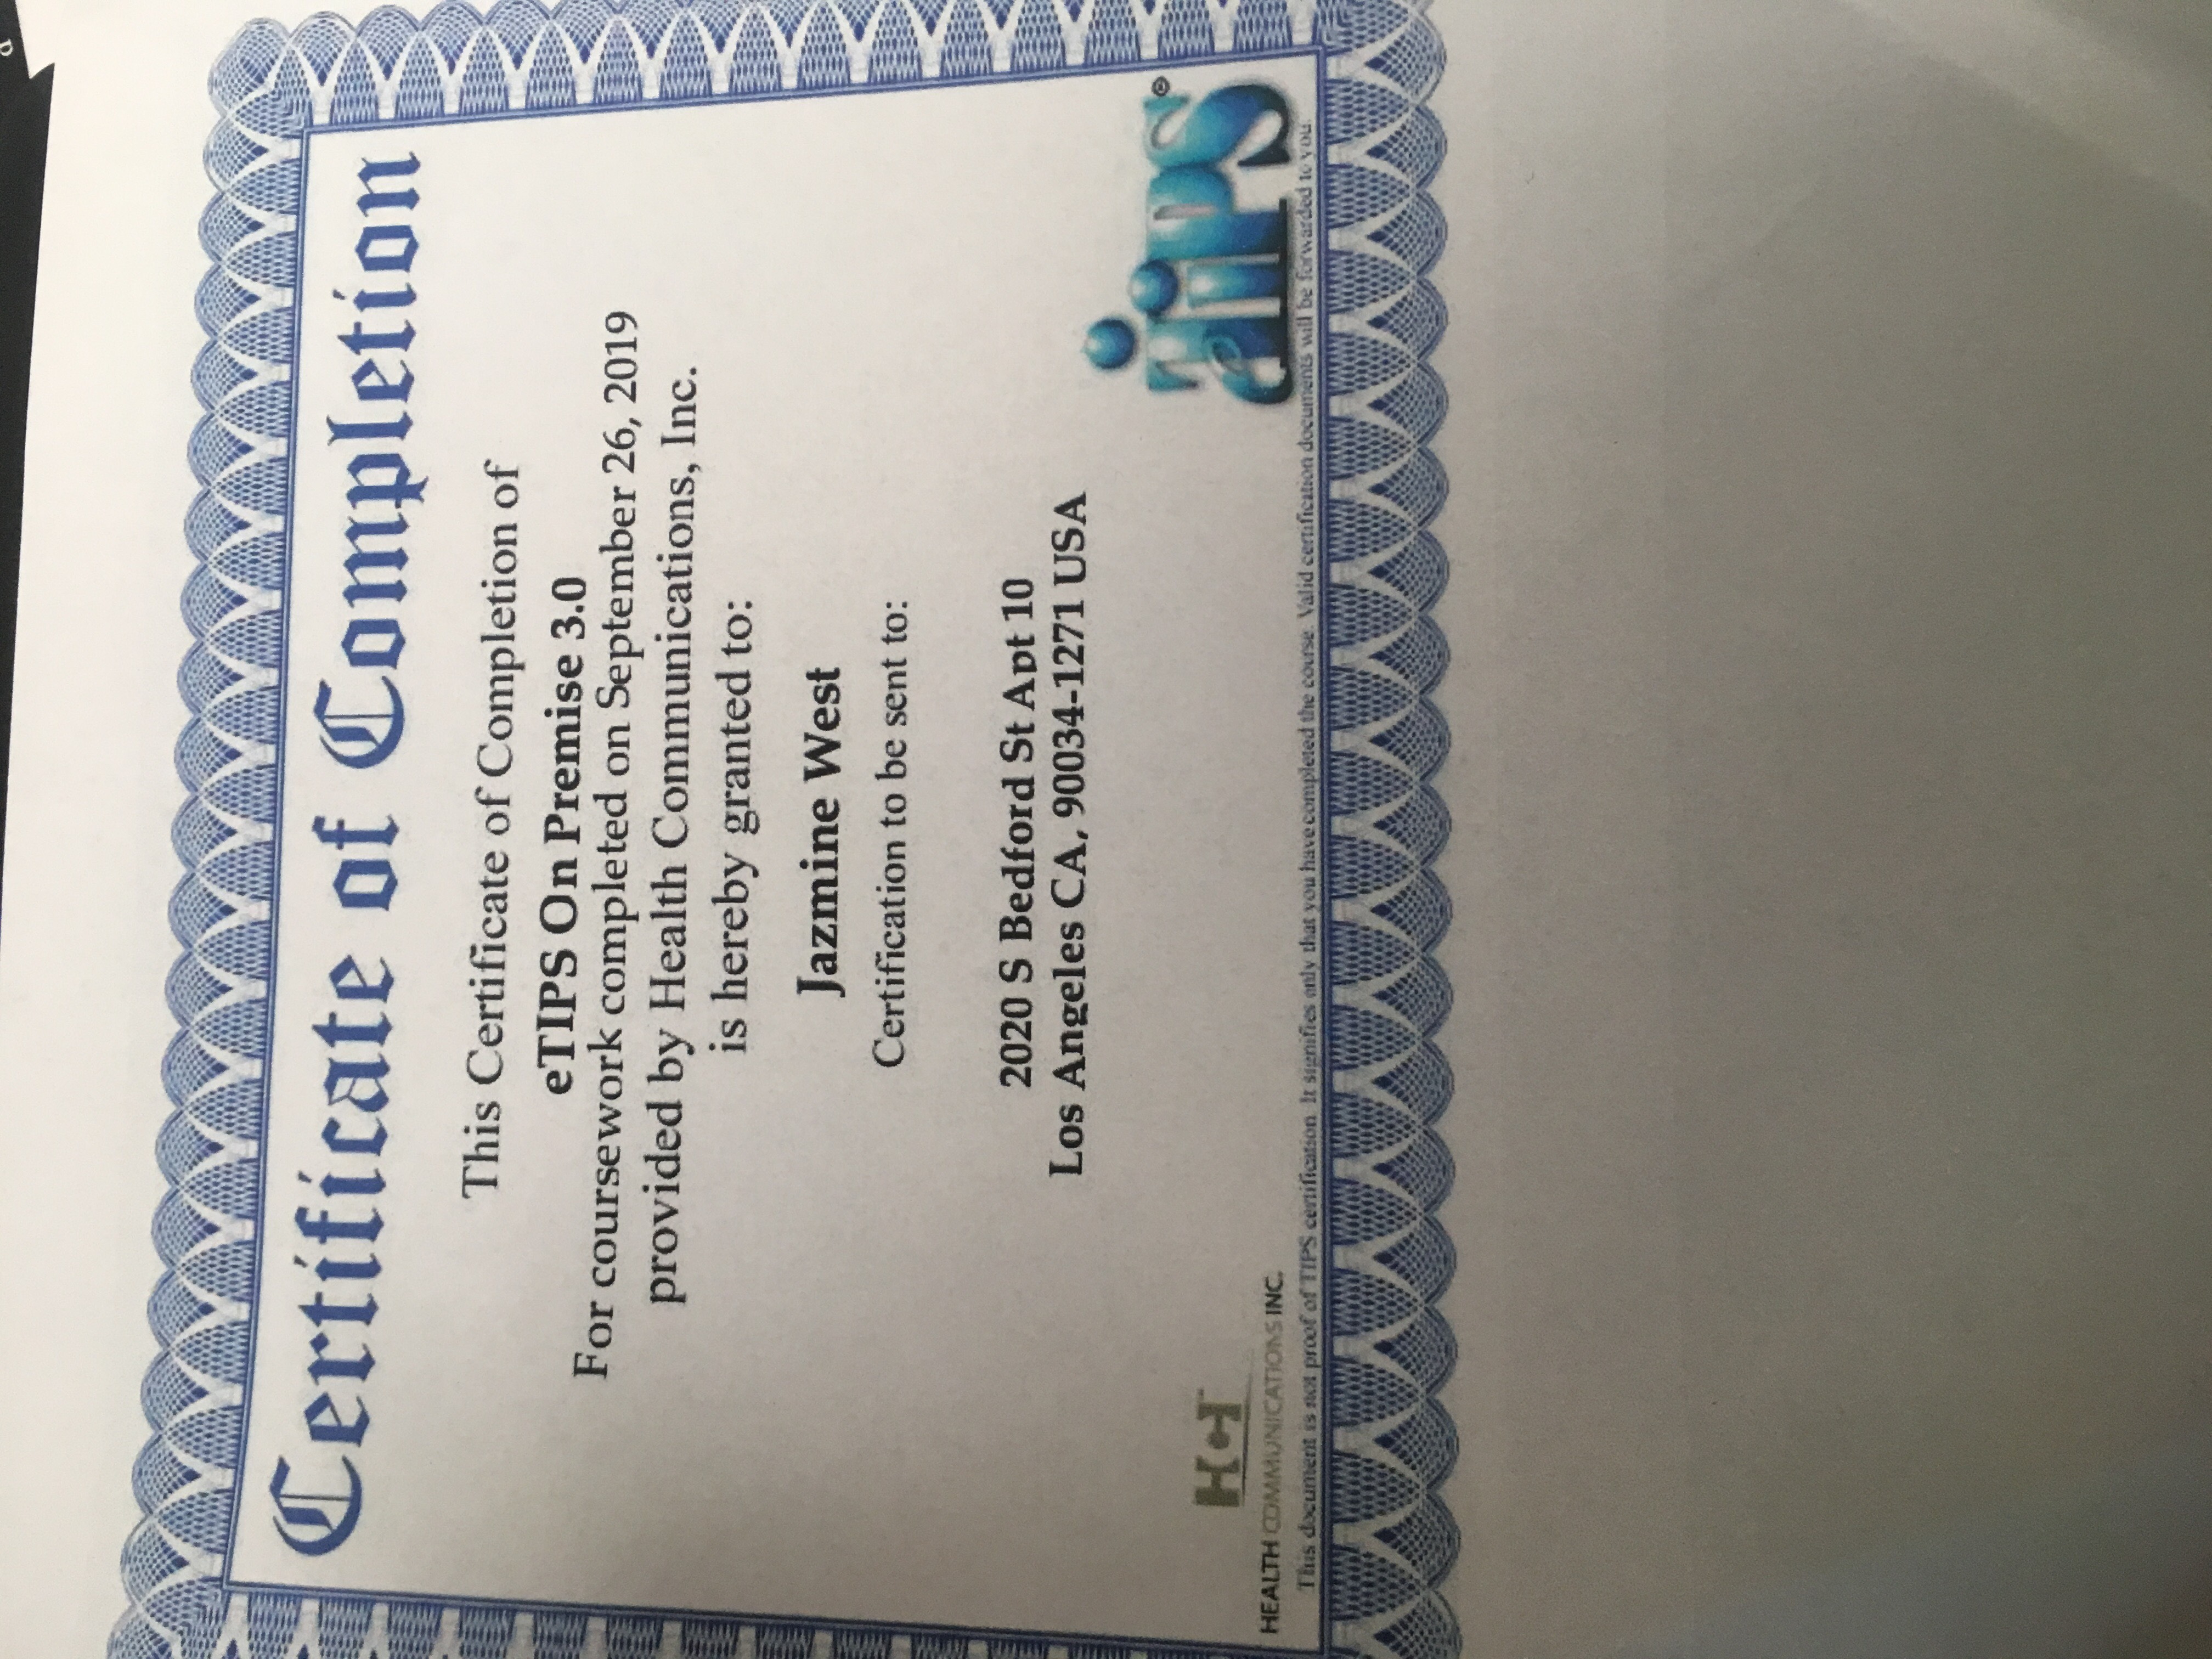 Certificate of Completion
This Certificate of Completion of
eTIPS On Premise 3.0
For coursework completed on September 26, 2019
provided by Health Communications, Inc.
is hereby granted to:
Jazmine West
Certification to be sent to:
2020 S Bedford St Apt 10
Los Angeles CA, 90034-1271 USA
HCI™
HEALTH COMMUNICATIONS INC.
eTIPS®
This document is not proof of TIPS certification. It signifies only that you have completed the course. Valid certification documents will be forwarded to you.